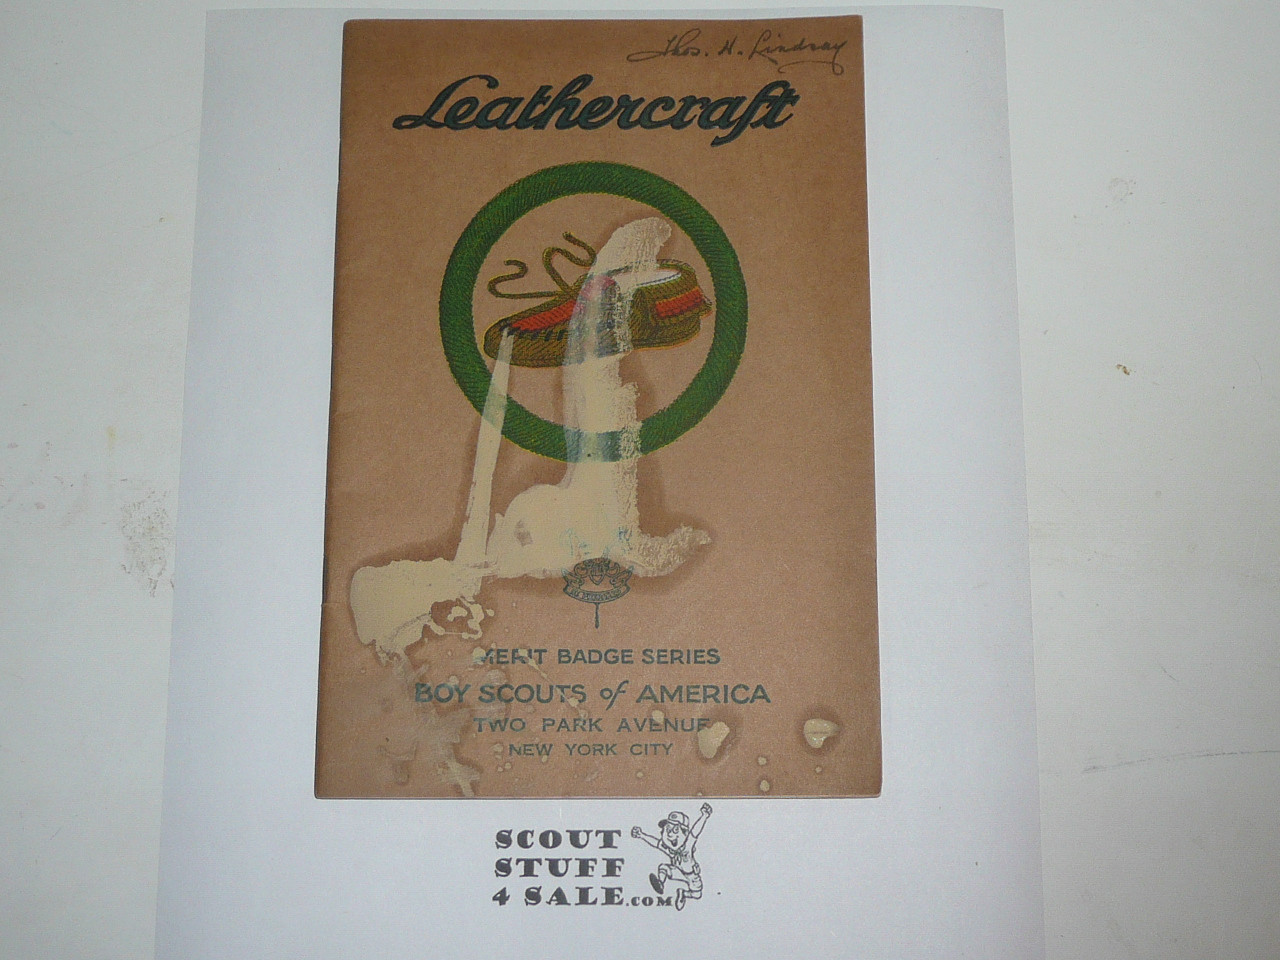 Thos. H. Lindsay
Leathercraft
MERIT BADGE SERIES
BOY SCOUTS of AMERICA
TWO PARK AVENUE
NEW YORK CITY
SCOUT
STUFF
4 SALE.COM